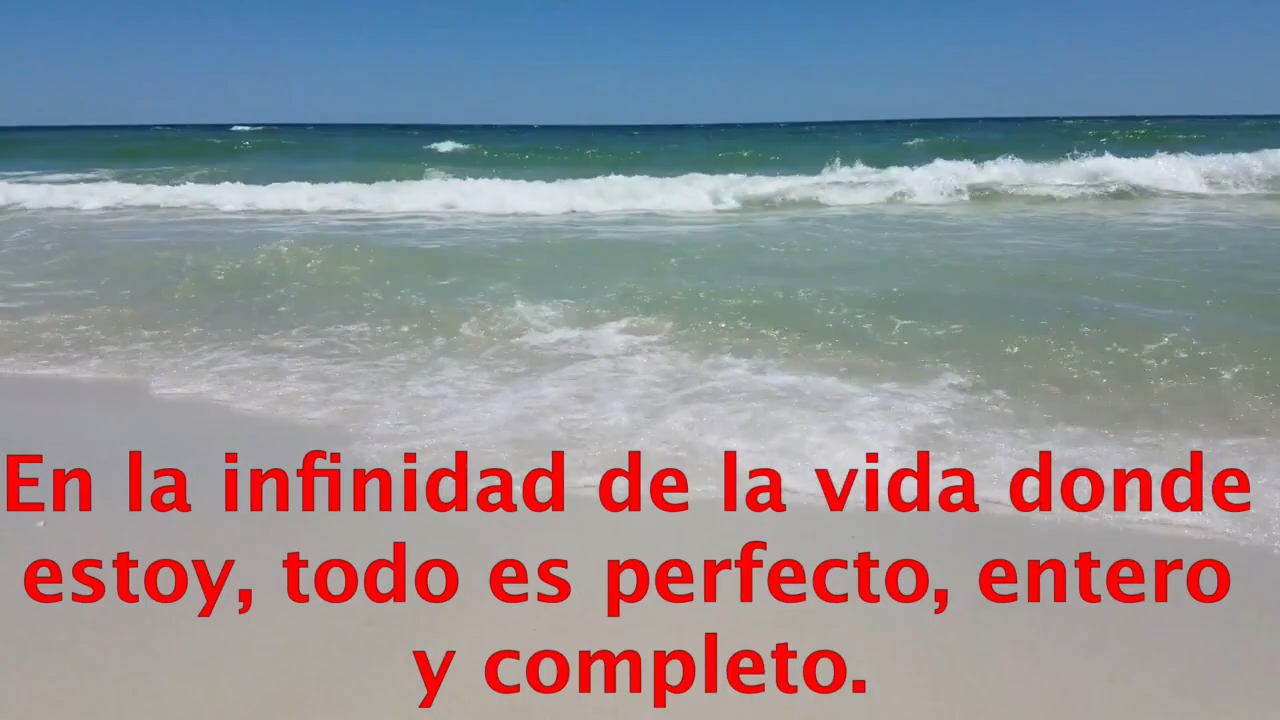 En la infinidad de la vida donde
estoy, todo es perfecto, entero
y completo.